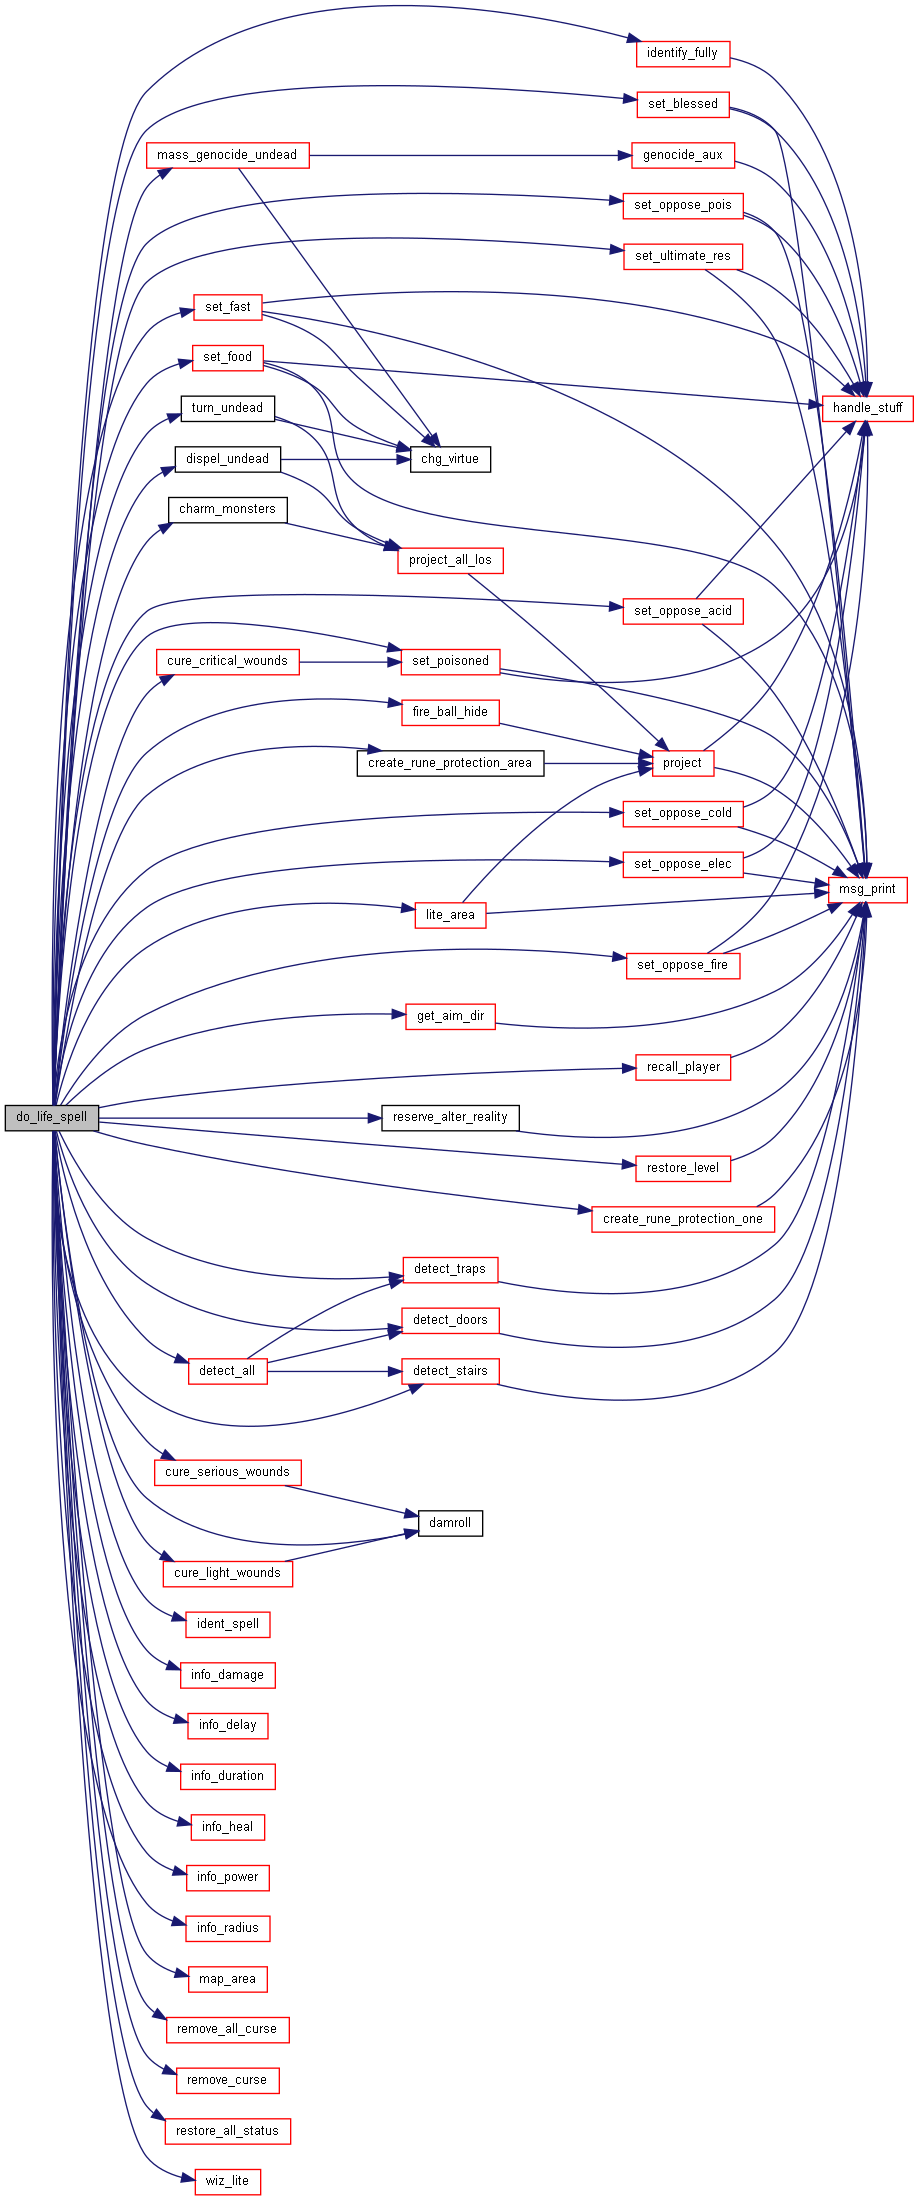 identify_fully
set_blessed
mass_genocide_undead
genocide_aux
set_oppose_pois
set_ultimate_res
set_fast
set_food
handle_stuff
turn_undead
dispel_undead
chg_virtue
charm_monsters
project_all_los
set_oppose_acid
cure_critical_wounds
set_poisoned
fire_ball_hide
create_rune_protection_area
project
set_oppose_cold
set_oppose_elec
msg_print
lite_area
set_oppose_fire
get_aim_dir
recall_player
do_life_spell
reserve_alter_reality
restore_level
create_rune_protection_one
detect_traps
detect_doors
detect_all
detect_stairs
cure_serious_wounds
damroll
cure_light_wounds
ident_spell
info_damage
info_delay
info_duration
info_heal
info_power
info_radius
map_area
remove_all_curse
remove_curse
restore_all_status
wiz_lite